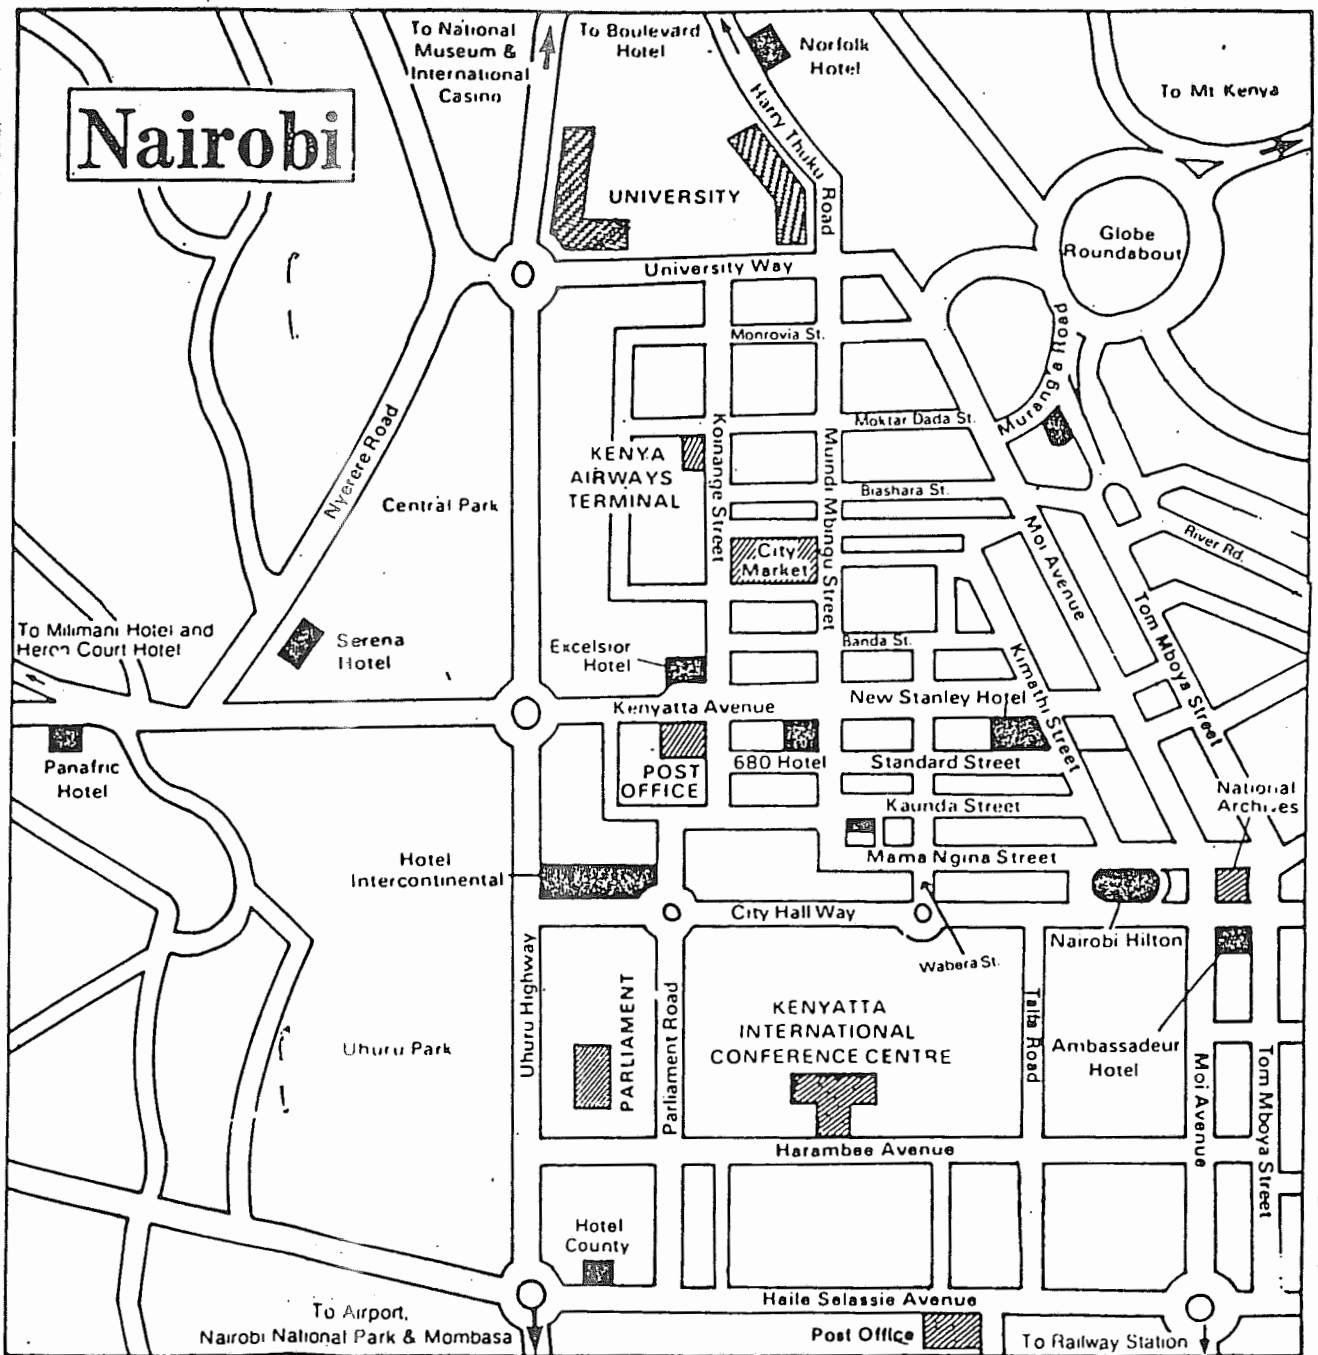 Nairobi
To National
Museum &
International
Casino
To Boulevard
Hotel
Norfolk
Hotel
To Mt Kenya
Harry Thuku
Road
UNIVERSITY
Globe
Roundabout
University Way
Monrovia St.
Murang'a Road
Moktar Dada St.
Nyerere Road
Central Park
KENYA
AIRWAYS
TERMINAL
Koinange Street
Muindi Mbingu Street
Biashara St.
City
Market
Moi Avenue
River Rd.
Tom Mboya Street
To Milimani Hotel and
Heron Court Hotel
Serena
Hotel
Excelsior
Hotel
Banda St.
Kimathi Street
Kenyatta Avenue
New Stanley Hotel
Panafric
Hotel
POST
OFFICE
680 Hotel
Standard Street
National
Archives
Kaunda Street
Hotel
Intercontinental
Mama Ngina Street
City Hall Way
Nairobi Hilton
Wabera St.
Uhuru Highway
PARLIAMENT
Parliament Road
KENYATTA
INTERNATIONAL
CONFERENCE CENTRE
Taifa Road
Ambassadeur
Hotel
Uhuru Park
Moi Avenue
Tom Mboya Street
Harambee Avenue
Hotel
County
Haile Selassie Avenue
To Airport,
Nairobi National Park & Mombasa
Post Office
To Railway Station